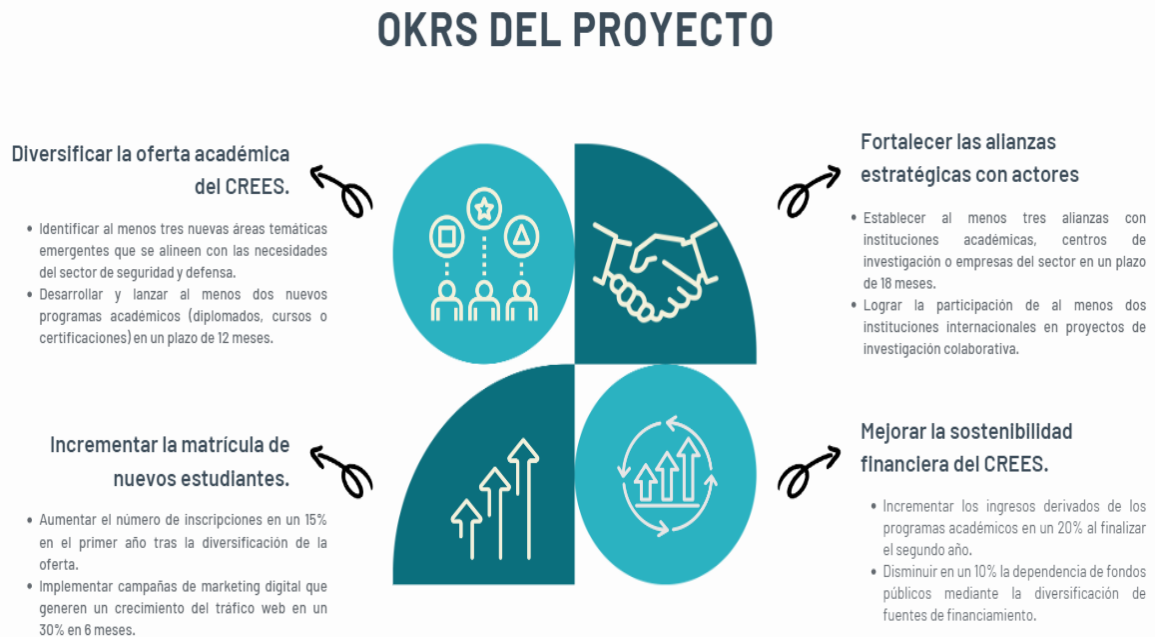 OKRS DEL PROYECTO
Diversificar la oferta académica
del CREES.
• Identificar al menos tres nuevas áreas temáticas
emergentes que se alineen con las necesidades
del sector de seguridad y defensa.
• Desarrollar y lanzar al menos dos nuevos
programas académicos (diplomados, cursos o
certificaciones) en un plazo de 12 meses.
Fortalecer las alianzas
estratégicas con actores
• Establecer al menos tres alianzas con
instituciones académicas, centros de
investigación o empresas del sector en un plazo
de 18 meses.
• Lograr la participación de al menos dos
instituciones internacionales en proyectos de
investigación colaborativa.
Incrementar la matrícula de
nuevos estudiantes.
• Aumentar el número de inscripciones en un 15%
en el primer año tras la diversificación de la
oferta.
• Implementar campañas de marketing digital que
generen un crecimiento del tráfico web en un
30% en 6 meses.
Mejorar la sostenibilidad
financiera del CREES.
• Incrementar los ingresos derivados de los
programas académicos en un 20% al finalizar
el segundo año.
• Disminuir en un 10% la dependencia de fondos
públicos mediante la diversificación de
fuentes de financiamiento.